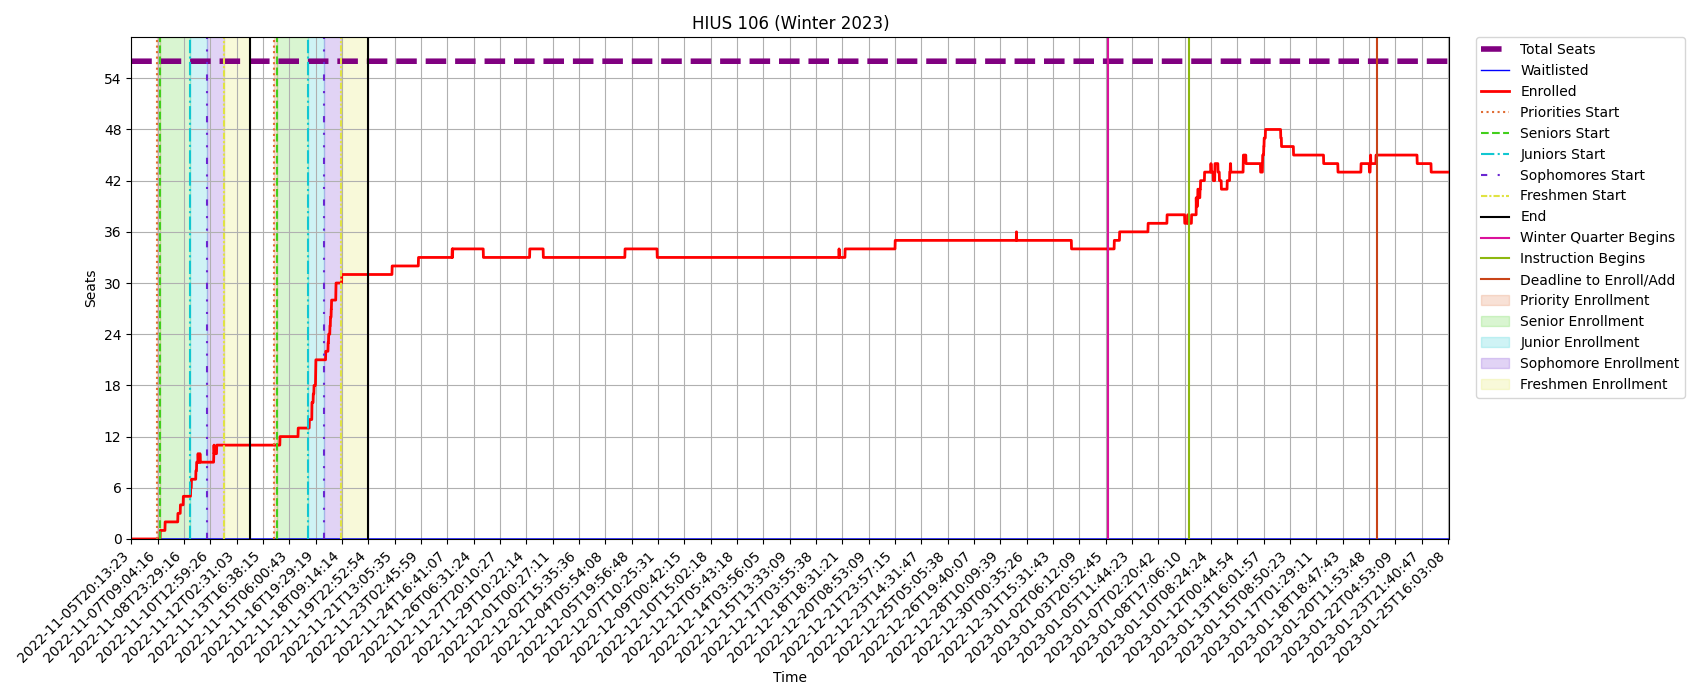 HIUS 106 (Winter 2023)
Seats
54
48
42
36
30
24
18
12
6
0
2022-11-05T20:13:23
2022-11-07T09:04:16
2022-11-08T23:29:16
2022-11-10T12:59:26
2022-11-12T02:31:03
2022-11-13T16:38:15
2022-11-15T06:00:43
2022-11-16T19:29:19
2022-11-18T09:14:14
2022-11-19T22:52:54
2022-11-21T13:05:35
2022-11-23T02:45:59
2022-11-24T16:41:07
2022-11-26T06:31:24
2022-11-27T20:10:27
2022-11-29T10:22:14
2022-12-01T00:27:11
2022-12-02T15:35:36
2022-12-04T05:54:08
2022-12-05T19:56:48
2022-12-07T10:25:31
2022-12-09T00:42:15
2022-12-10T15:02:18
2022-12-12T05:43:18
2022-12-14T03:56:05
2022-12-15T13:33:09
2022-12-17T03:55:38
2022-12-18T18:31:21
2022-12-20T08:53:09
2022-12-21T23:57:15
2022-12-23T14:31:47
2022-12-25T05:05:38
2022-12-26T19:40:07
2022-12-28T10:09:39
2022-12-30T00:35:26
2022-12-31T15:31:43
2023-01-02T06:12:09
2023-01-03T20:52:45
2023-01-05T11:44:23
2023-01-07T02:20:42
2023-01-08T17:06:10
2023-01-10T08:24:24
2023-01-12T00:44:54
2023-01-13T16:01:57
2023-01-15T08:50:23
2023-01-17T01:29:11
2023-01-18T18:47:43
2023-01-20T11:53:48
2023-01-22T04:53:09
2023-01-23T21:40:47
2023-01-25T16:03:08
Time
Total Seats
Waitlisted
Enrolled
Priorities Start
Seniors Start
Juniors Start
Sophomores Start
Freshmen Start
End
Winter Quarter Begins
Instruction Begins
Deadline to Enroll/Add
Priority Enrollment
Senior Enrollment
Junior Enrollment
Sophomore Enrollment
Freshmen Enrollment